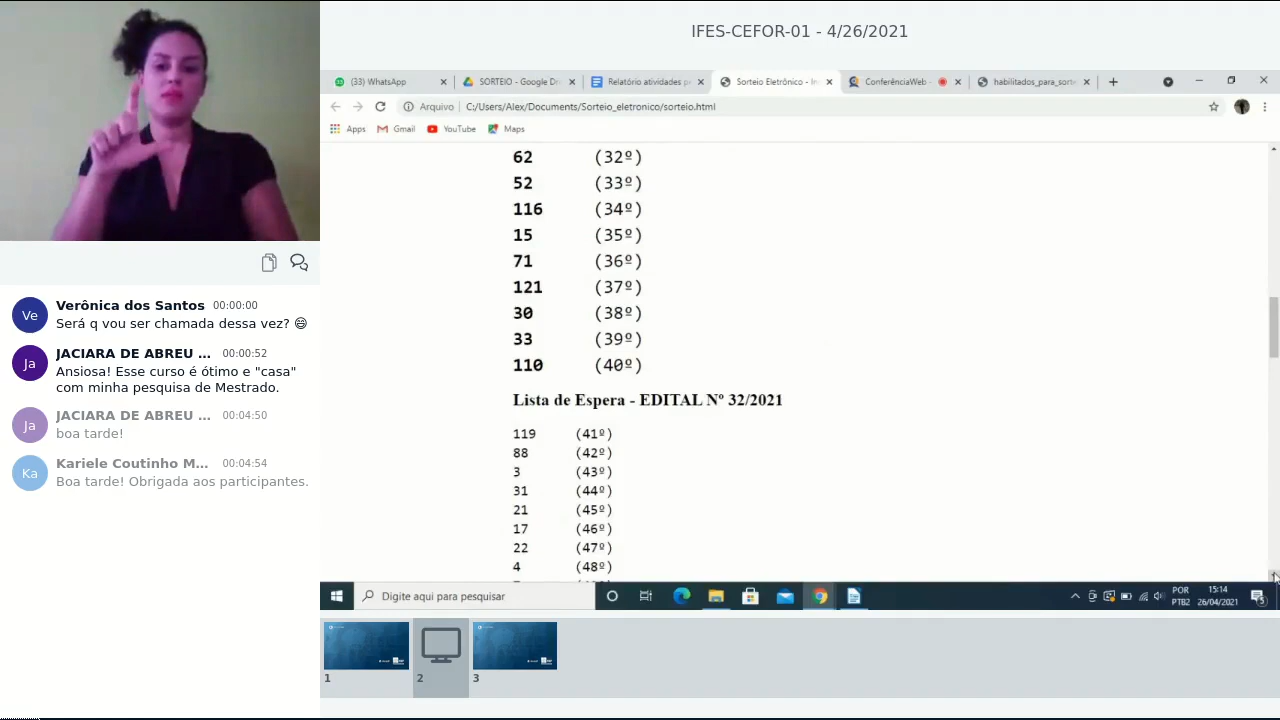 IFES-CEFOR-01 - 4/26/2021
(33) WhatsApp
SORTEIO - Google Dri
Relatório atividades p
Sorteio Eletrônico - In
ConferênciaWeb -
habilitados_para_sorte
Arquivo | C:/Users/Alex/Documents/Sorteio_eletronico/sorteio.html
Apps Gmail YouTube Maps
62 (32º)
52 (33º)
116 (34º)
15 (35º)
71 (36º)
121 (37º)
30 (38º)
33 (39º)
110 (40º)
Lista de Espera - EDITAL Nº 32/2021
119 (41º)
88 (42º)
3 (43º)
31 (44º)
21 (45º)
17 (46º)
22 (47º)
4 (48º)
Ve
Verônica dos Santos 00:00:00
Será q vou ser chamada dessa vez? 😄
Ja
JACIARA DE ABREU ... 00:00:52
Ansiosa! Esse curso é ótimo e "casa"
com minha pesquisa de Mestrado.
Ja
JACIARA DE ABREU ... 00:04:50
boa tarde!
Ka
Kariele Coutinho M... 00:04:54
Boa tarde! Obrigada aos participantes.
Digite aqui para pesquisar
POR
PTB2
15:14
26/04/2021
5
1
2
3